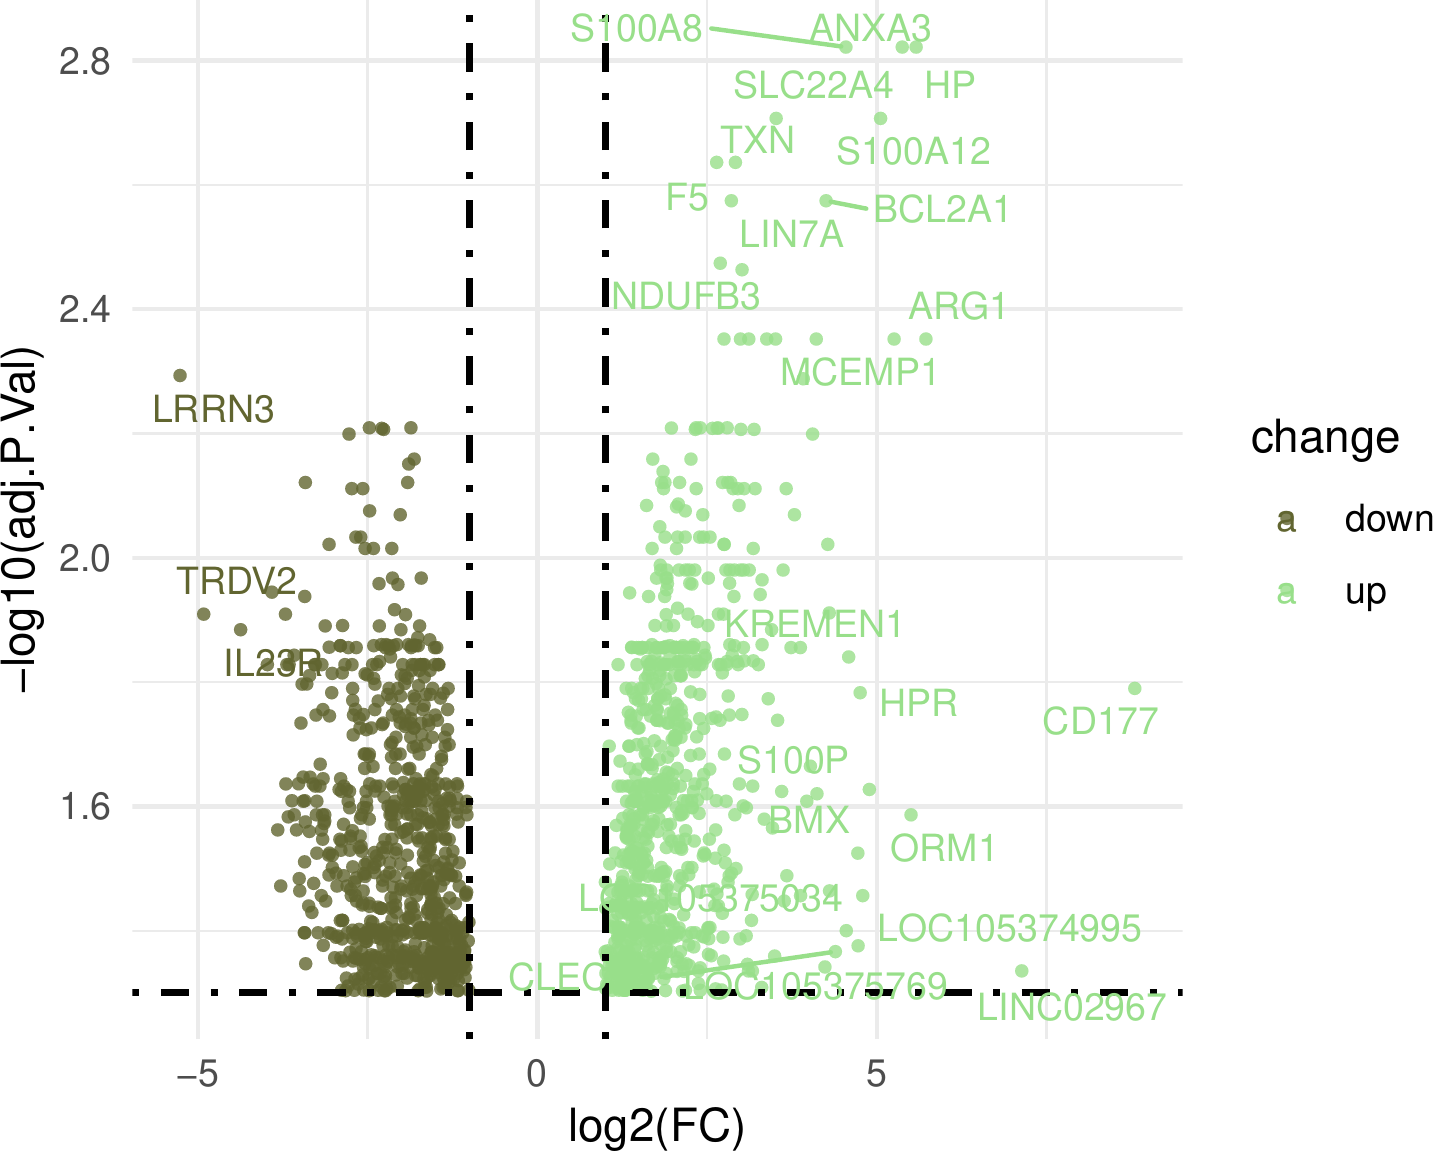 S100A8
ANXA3
2.8
SLC22A4
HP
TXN
S100A12
F5
BCL2A1
LIN7A
NDUFB3
ARG1
2.4
MCEMP1
LRRN3
−log10(adj.P.Val)
change
a down
a up
2.0
TRDV2
KREMEN1
IL23R
HPR
CD177
S100P
1.6
BMX
ORM1
LOC105375034
LOC105374995
CLEC
LOC105375769
LINC02967
−5
0
5
log2(FC)